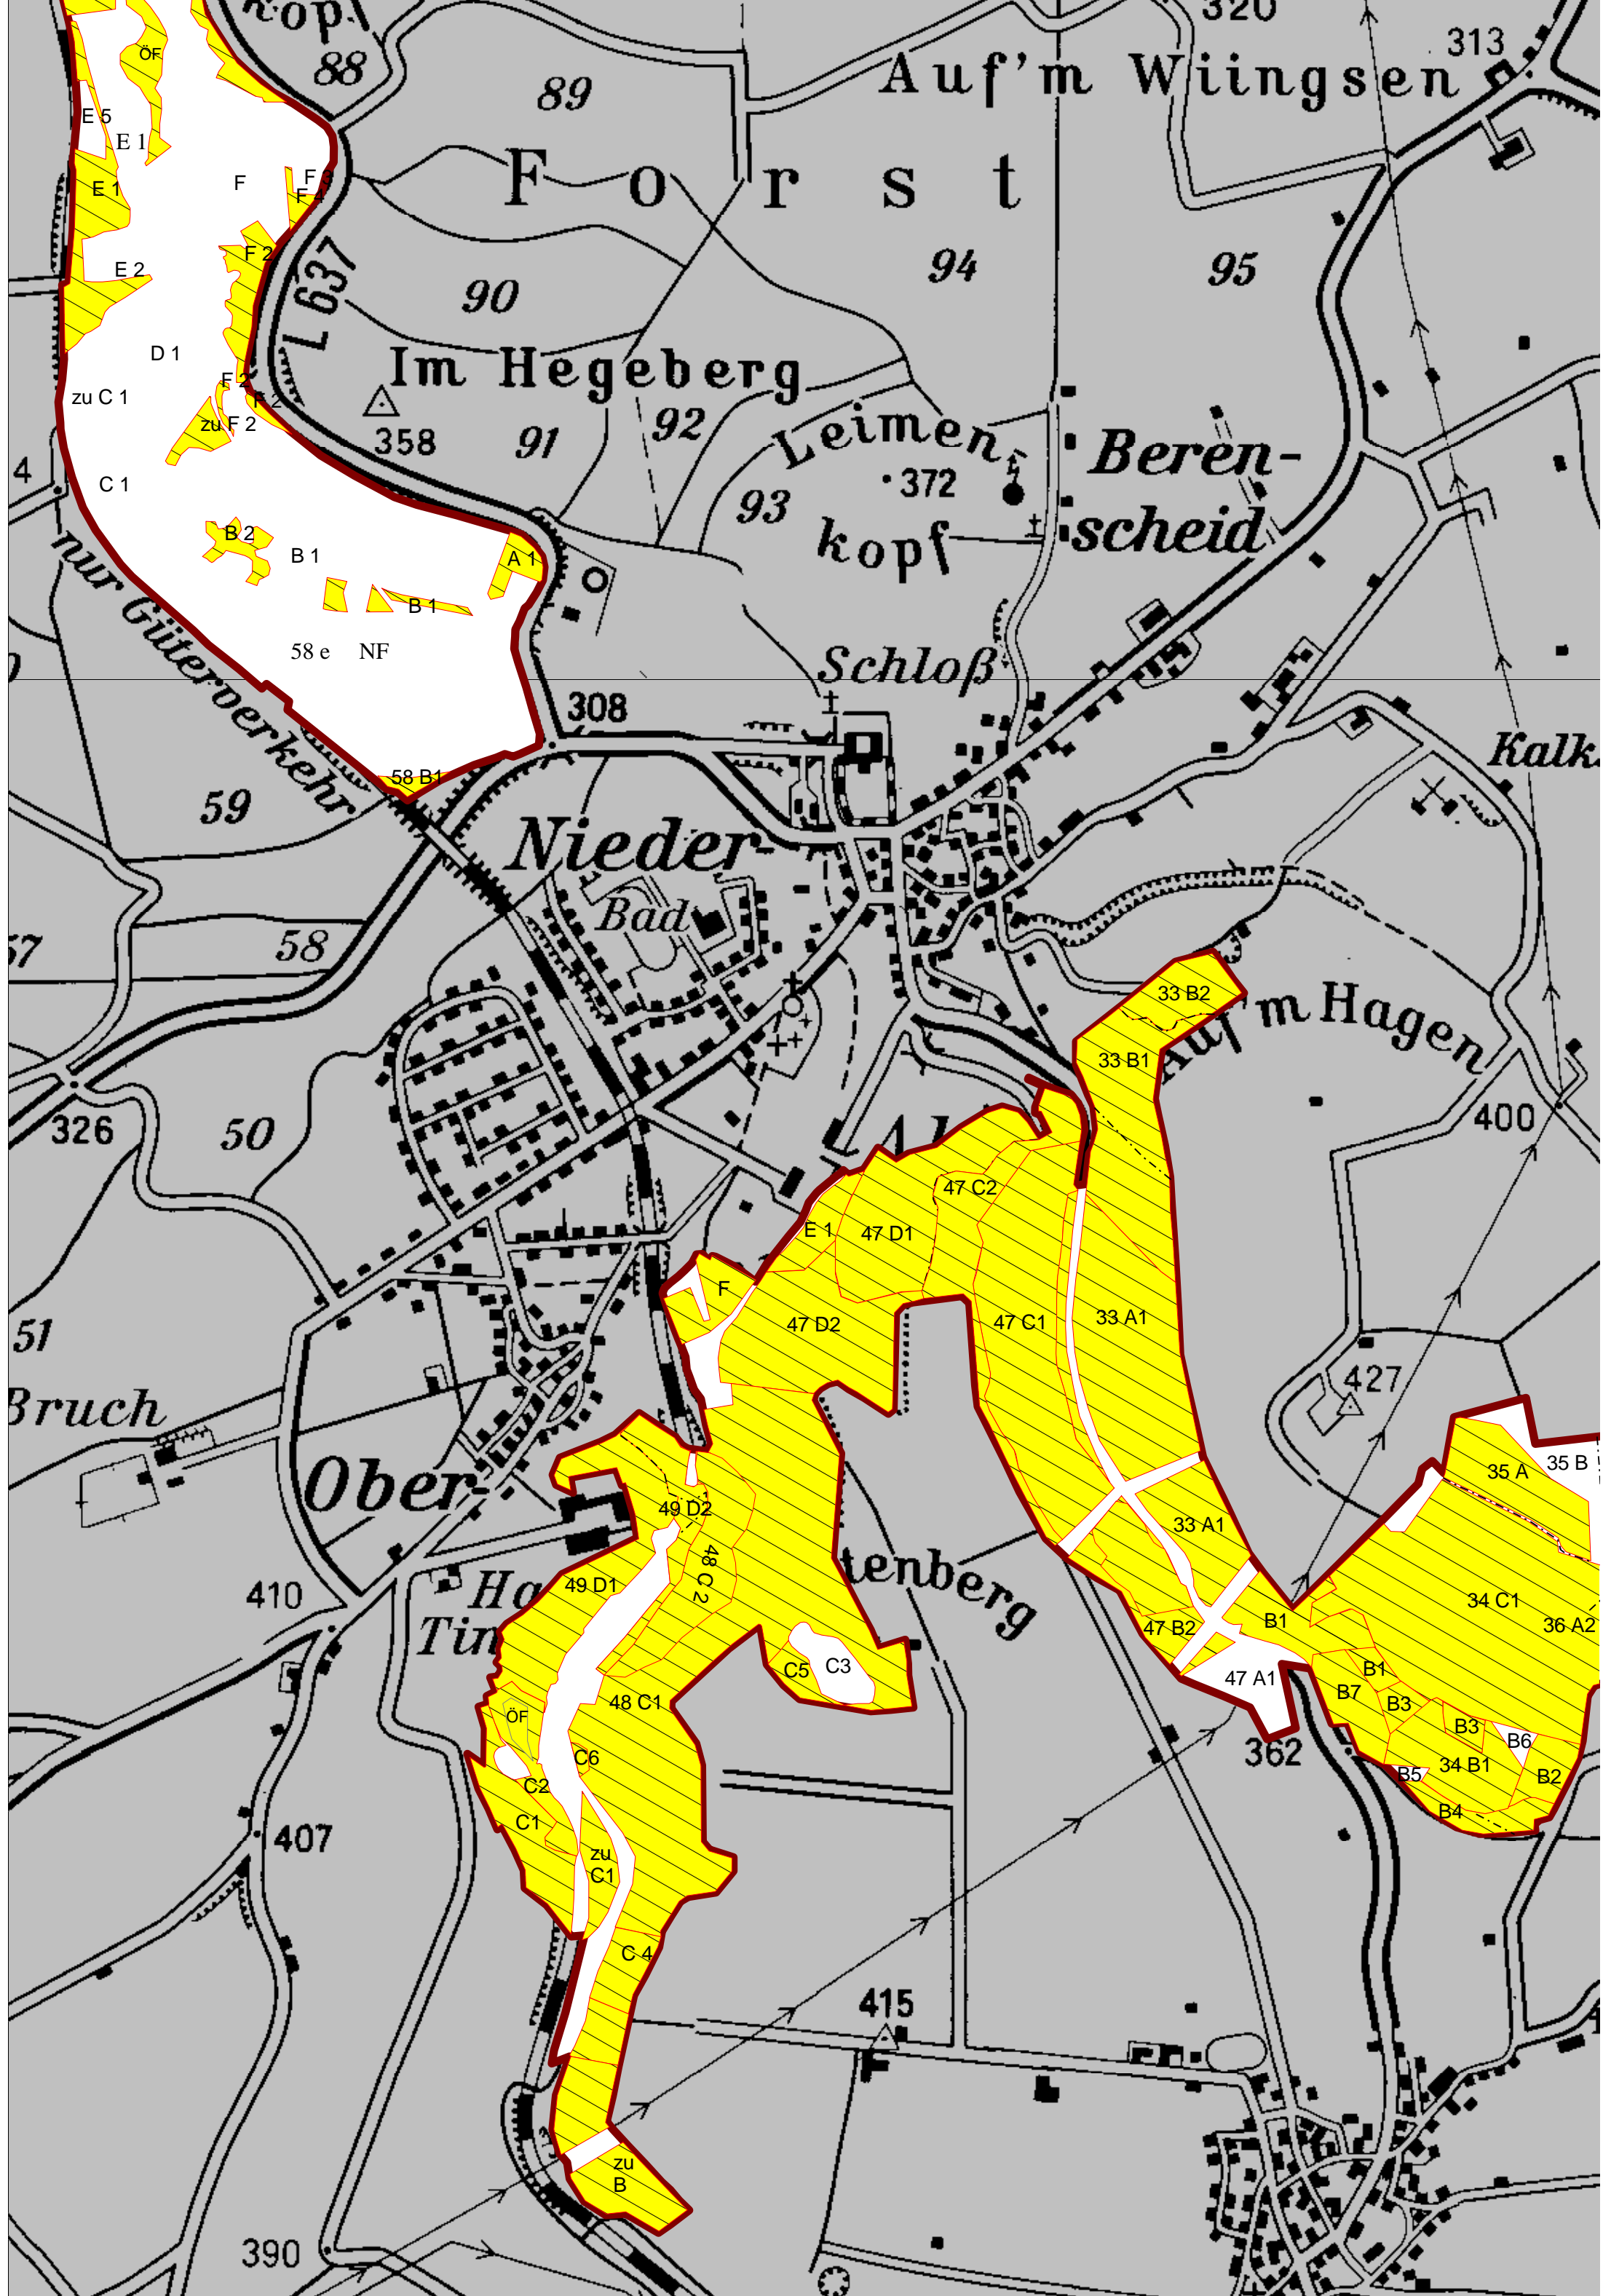 kopf
320
313
ÖF
88
89
Auf'm Wiingsen
E 5
E 1
Forst
F
F 3
F 4
E 1
F 2
94
95
E 2
90
L 637
D 1
Im Hegeberg
F 2
F 2
zu C 1
zu F 2
92
358
91
Leimen
kopf
Beren-
scheid
4
372
C 1
93
B 2
B 1
A 1
B 1
nur Güterverkehr
58 e NF
Schloß
308
Kalk
58 B1
59
Nieder-
Bad
58
57
33 B2
Auf'm Hagen
33 B1
326
50
400
Al
47 C2
E 1
47 D1
F
47 D2
47 C1
33 A1
51
427
Bruch
35 B
35 A
Ober-
49 D2
33 A1
48 C 2
tenberg
49 D1
410
Ha
Tin
34 C1
36 A2
B1
47 B2
C5
C3
B1
47 A1
B7
B3
48 C1
ÖF
B3
B6
362
C6
34 B1
C2
B5
B2
B4
C1
407
zu
C1
C 4
415
zu
B
390